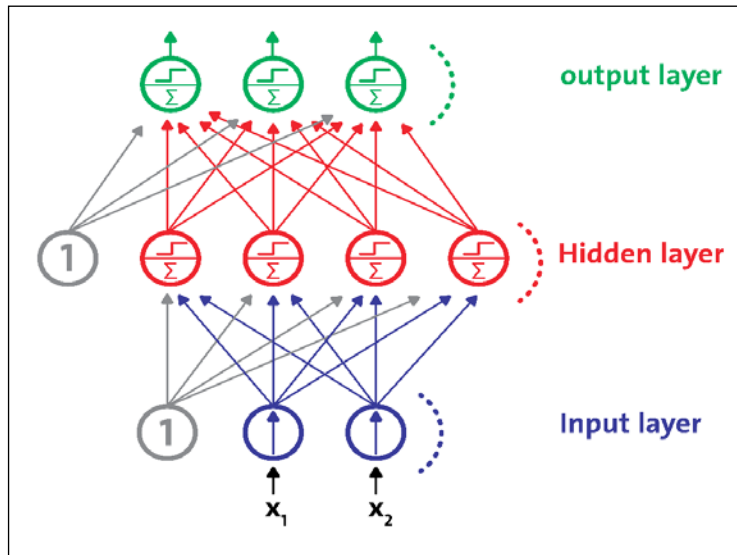 output layer
Σ Σ Σ
1 Σ Σ Σ Σ Hidden layer
1 Input layer
x₁ x₂